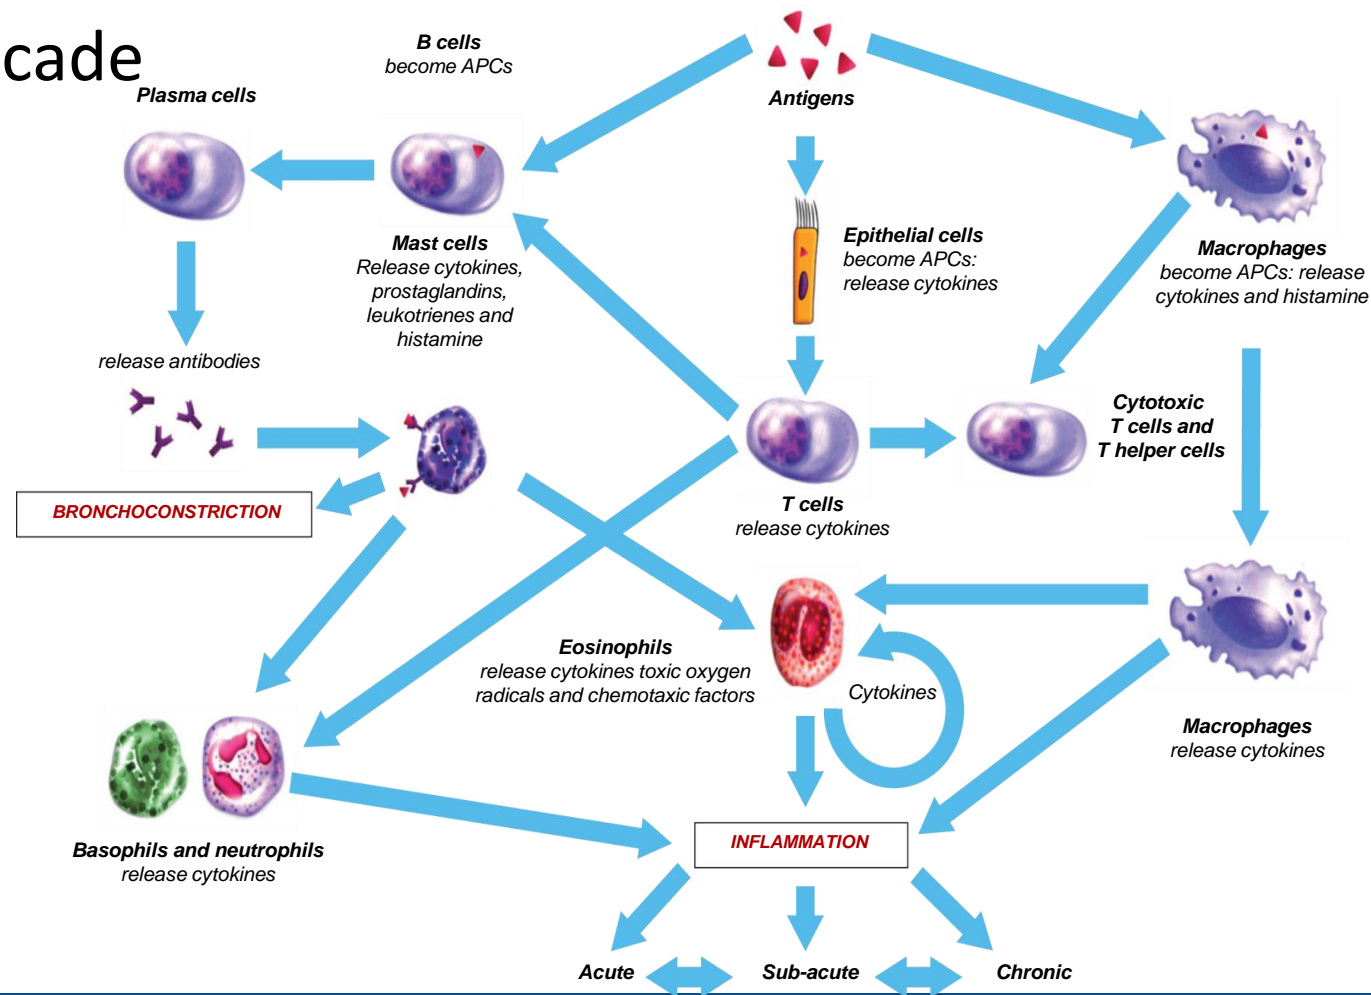 cade
B cells
become APCs
Plasma cells
Antigens
Mast cells
Release cytokines,
prostaglandins,
leukotrienes and
histamine
Epithelial cells
become APCs:
release cytokines
Macrophages
become APCs: release
cytokines and histamine
release antibodies
Cytotoxic
T cells and
T helper cells
BRONCHOCONSTRICTION
T cells
release cytokines
Eosinophils
release cytokines toxic oxygen
radicals and chemotaxic factors
Cytokines
Macrophages
release cytokines
INFLAMMATION
Basophils and neutrophils
release cytokines
Acute
Sub-acute
Chronic